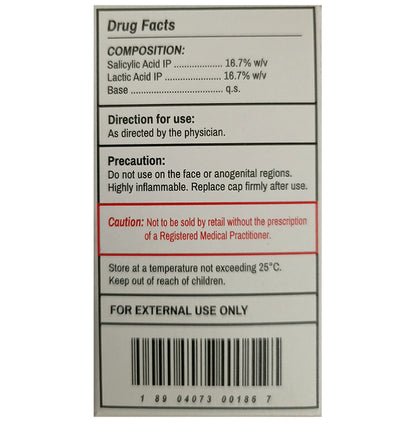 Drug Facts
COMPOSITION:
Salicylic Acid IP .................... 16.7% w/v
Lactic Acid IP ........................ 16.7% w/v
Base ...................................... q.s.
Direction for use:
As directed by the physician.
Precaution:
Do not use on the face or anogenital regions.
Highly inflammable. Replace cap firmly after use.
Caution: Not to be sold by retail without the prescription
of a Registered Medical Practitioner.
Store at a temperature not exceeding 25°C.
Keep out of reach of children.
FOR EXTERNAL USE ONLY
1 89 04073 00186 7